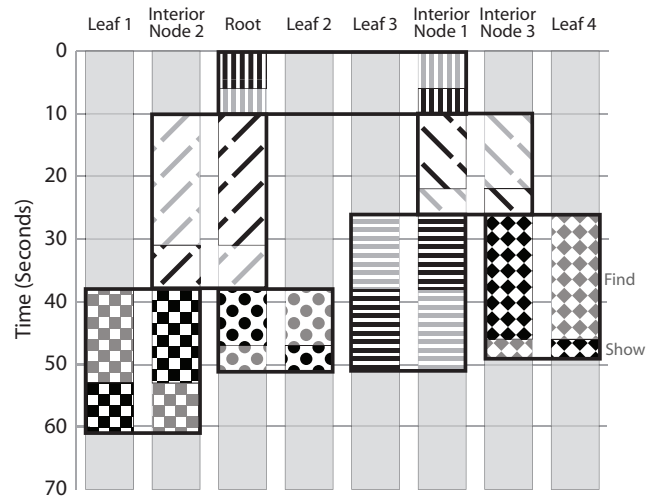 Leaf 1
Interior
Node 2
Root
Leaf 2
Leaf 3
Interior
Node 1
Interior
Node 3
Leaf 4
Time (Seconds)
0
10
20
30
40
50
60
70
Find
Show